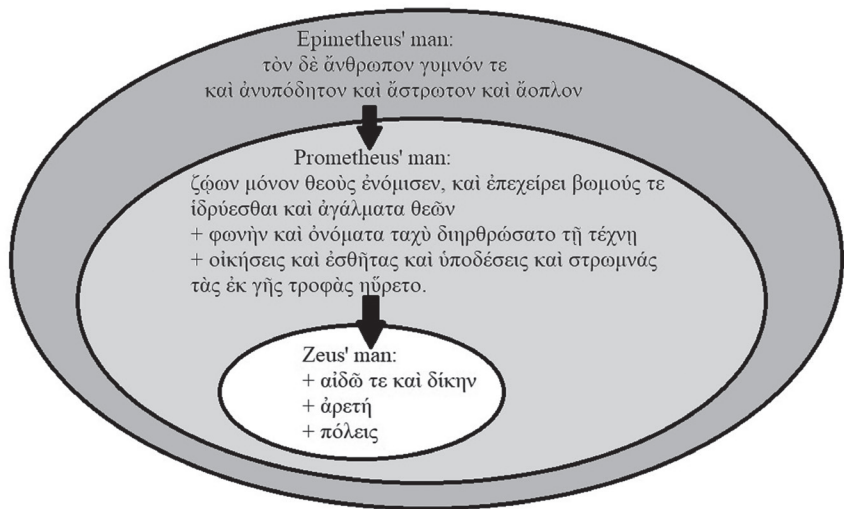 Epimetheus' man:
τὸν δὲ ἄνθρωπον γυμνόν τε
καὶ ἀνυπόδητον καὶ ἄστρωτον καὶ ἄοπλον
Prometheus' man:
ζῴων μόνον θεοὺς ἐνόμισεν, καὶ ἐπεχείρει βωμούς τε
ἱδρύεσθαι καὶ ἀγάλματα θεῶν
+ φωνὴν καὶ ὀνόματα ταχὺ διηρθρώσατο τῇ τέχνῃ
+ οἰκήσεις καὶ ἐσθῆτας καὶ ὑποδέσεις καὶ στρωμνάς
τὰς ἐκ γῆς τροφὰς ηὕρετο.
Zeus' man:
+ αἰδῶ τε καὶ δίκην
+ ἀρετή
+ πόλεις